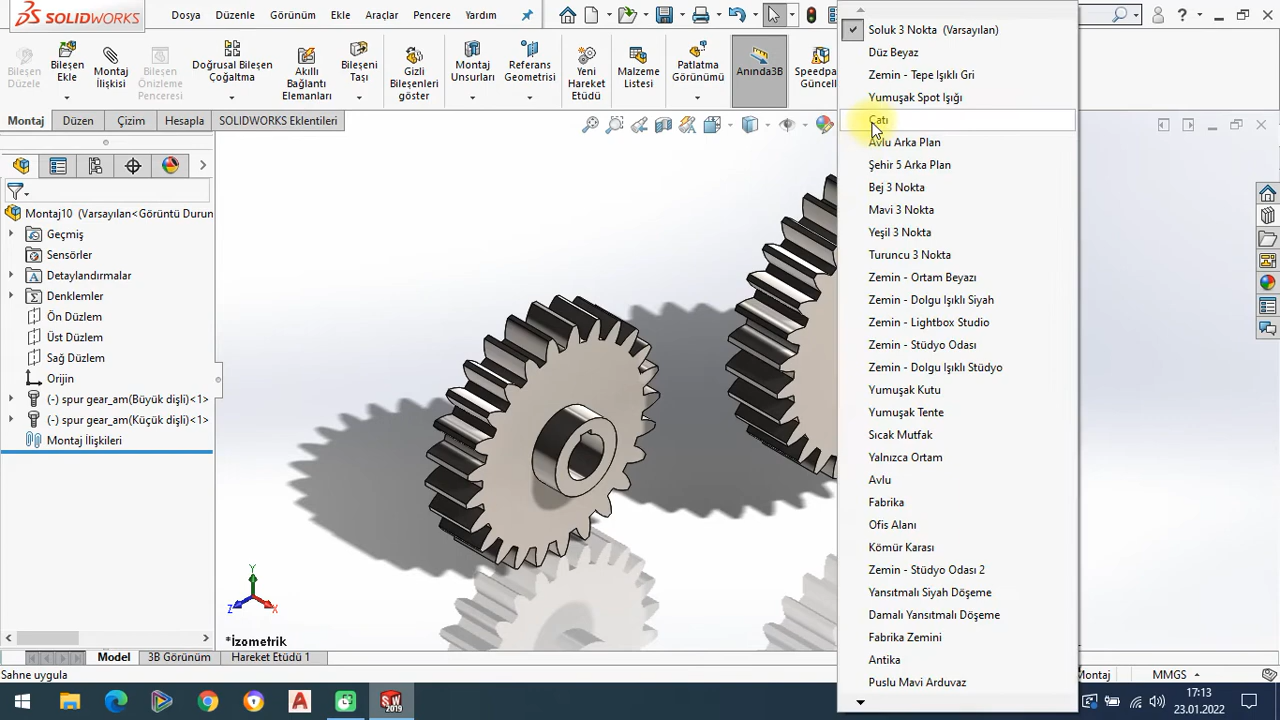 SOLIDWORKS Dosya Düzenle Görünüm Ekle Araçlar Pencere Yardım ?
Bileşen Düzenle
Bileşen Ekle
Montaj İlişkisi
Bileşen Önizleme Penceresi
Doğrusal Bileşen Çoğaltma
Akıllı Bağlantı Elemanları
Bileşeni Taşı
Gizli Bileşenleri göster
Montaj Unsurları
Referans Geometrisi
Yeni Hareket Etüdü
Malzeme Listesi
Patlatma Görünümü
Anında3B
Speedpa
Güncell
Montaj Düzen Çizim Hesapla SOLIDWORKS Eklentileri
Montaj10 (Varsayılan<Görüntü Durun
Geçmiş
Sensörler
Detaylandırmalar
Denklemler
Ön Düzlem
Üst Düzlem
Sağ Düzlem
Orijin
(-) spur gear_am(Büyük dişli)<1>
(-) spur gear_am(Küçük dişli)<1>
Montaj İlişkileri
Y
Z
X
*İzometrik
Soluk 3 Nokta (Varsayılan)
Düz Beyaz
Zemin - Tepe Işıklı Gri
Yumuşak Spot Işığı
Çatı
Avlu Arka Plan
Şehir 5 Arka Plan
Bej 3 Nokta
Mavi 3 Nokta
Yeşil 3 Nokta
Turuncu 3 Nokta
Zemin - Ortam Beyazı
Zemin - Dolgu Işıklı Siyah
Zemin - Lightbox Studio
Zemin - Stüdyo Odası
Zemin - Dolgu Işıklı Stüdyo
Yumuşak Kutu
Yumuşak Tente
Sıcak Mutfak
Yalnızca Ortam
Avlu
Fabrika
Ofis Alanı
Kömür Karası
Zemin - Stüdyo Odası 2
Yansıtmalı Siyah Döşeme
Damalı Yansıtmalı Döşeme
Fabrika Zemini
Antika
Puslu Mavi Arduvaz
Model 3B Görünüm Hareket Etüdü 1
Sahne uygula Montaj MMGS
A SW 2019
17:13
23.01.2022